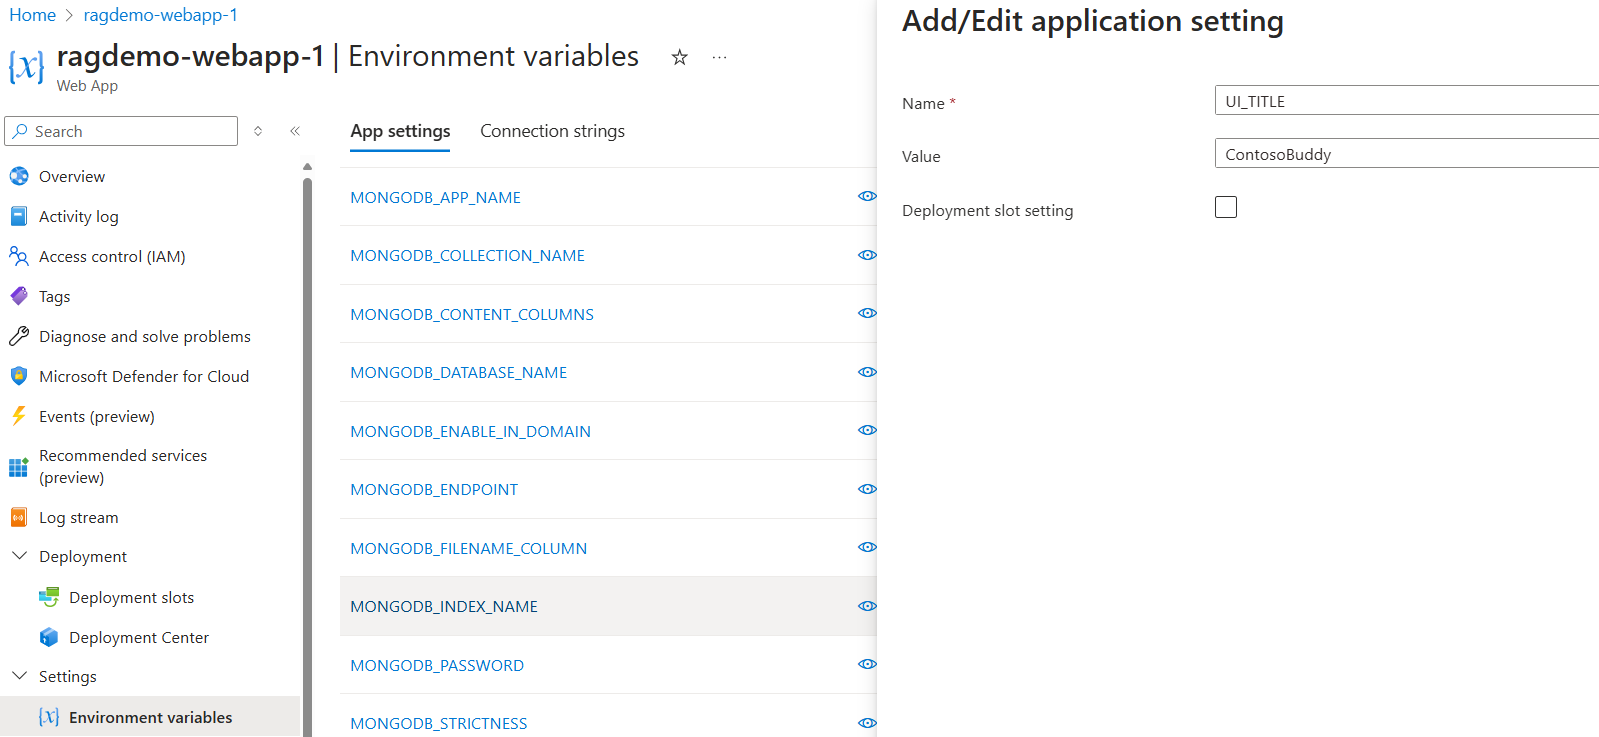 Home > ragdemo-webapp-1
{x} ragdemo-webapp-1 | Environment variables ☆ ...
Web App
Search
Overview
Activity log
Access control (IAM)
Tags
Diagnose and solve problems
Microsoft Defender for Cloud
Events (preview)
Recommended services
(preview)
Log stream
Deployment
Deployment slots
Deployment Center
Settings
{x} Environment variables
App settings Connection strings
MONGODB_APP_NAME
MONGODB_COLLECTION_NAME
MONGODB_CONTENT_COLUMNS
MONGODB_DATABASE_NAME
MONGODB_ENABLE_IN_DOMAIN
MONGODB_ENDPOINT
MONGODB_FILENAME_COLUMN
MONGODB_INDEX_NAME
MONGODB_PASSWORD
MONGODB_STRICTNESS
Add/Edit application setting
Name * UI_TITLE
Value ContosoBuddy
Deployment slot setting